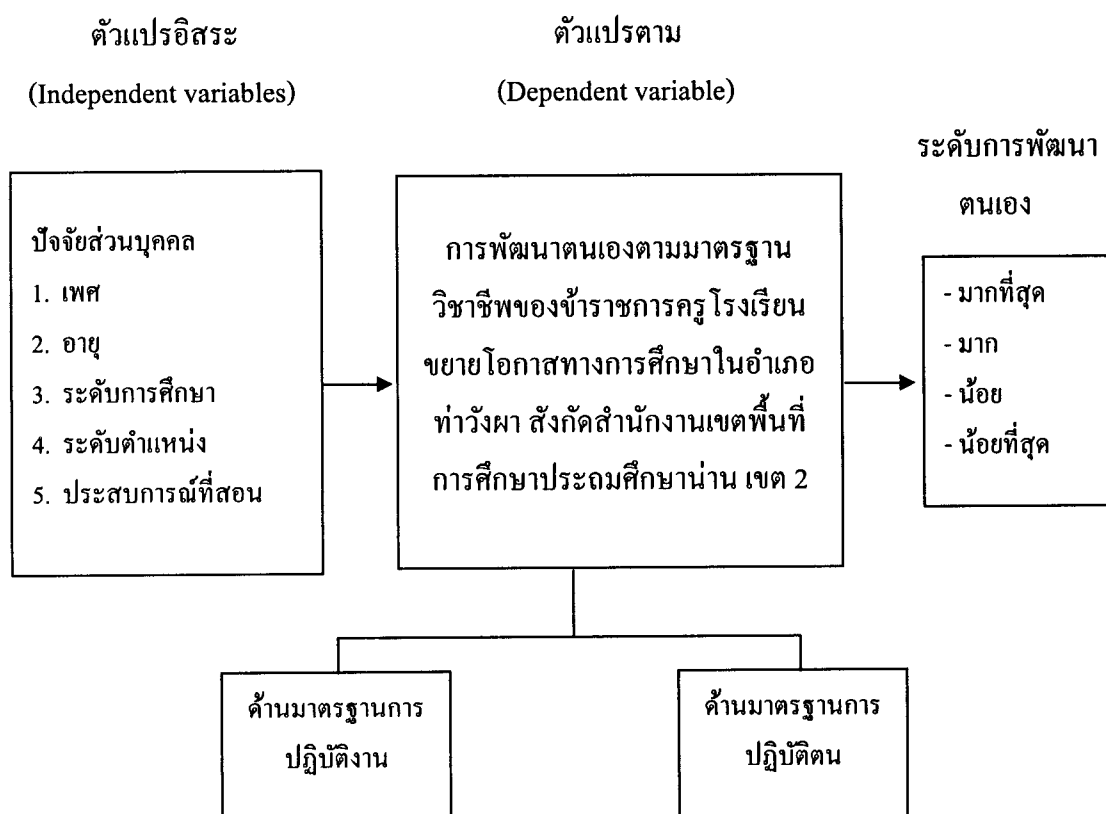 ตัวแปรอิสระ
(Independent variables)
ตัวแปรตาม
(Dependent variable)
ระดับการพัฒนา
ตนเอง
ปัจจัยส่วนบุคคล
1. เพศ
2. อายุ
3. ระดับการศึกษา
4. ระดับตำแหน่ง
5. ประสบการณ์ที่สอน
การพัฒนาตนเองตามมาตรฐาน
วิชาชีพของข้าราชการครูโรงเรียน
ขยายโอกาสทางการศึกษาในอำเภอ
ท่าวังผา สังกัดสำนักงานเขตพื้นที่
การศึกษาประถมศึกษาน่าน เขต 2
- มากที่สุด
- มาก
- น้อย
- น้อยที่สุด
ด้านมาตรฐานการ
ปฏิบัติงาน
ด้านมาตรฐานการ
ปฏิบัติตน